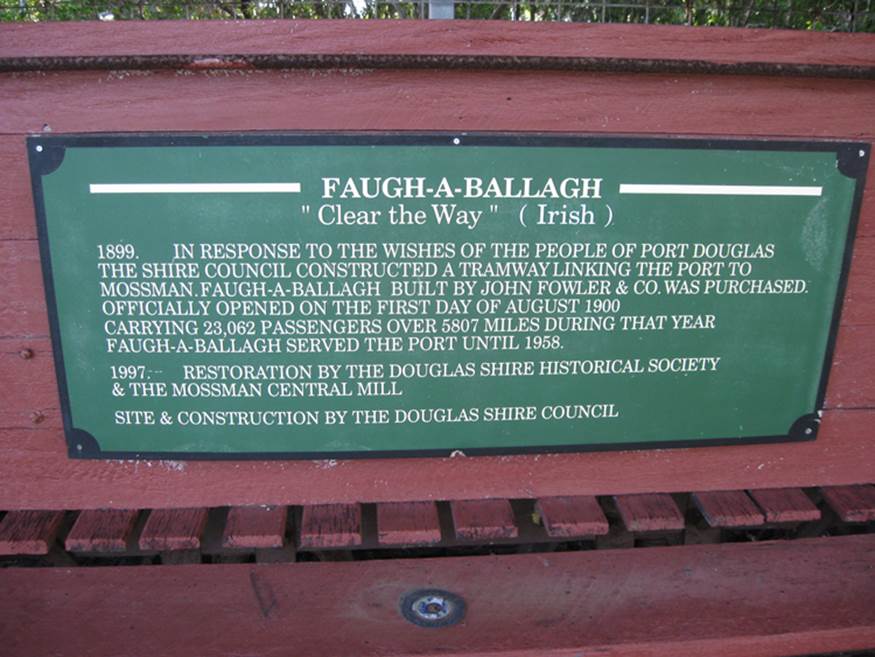 FAUGH-A-BALLAGH
"Clear the Way" (Irish)
1899. IN RESPONSE TO THE WISHES OF THE PEOPLE OF PORT DOUGLAS
THE SHIRE COUNCIL CONSTRUCTED A TRAMWAY LINKING THE PORT TO
MOSSMAN. FAUGH-A-BALLAGH BUILT BY JOHN FOWLER & CO. WAS PURCHASED.
OFFICIALLY OPENED ON THE FIRST DAY OF AUGUST 1900
CARRYING 23,062 PASSENGERS OVER 5807 MILES DURING THAT YEAR
FAUGH-A-BALLAGH SERVED THE PORT UNTIL 1958.
1997. RESTORATION BY THE DOUGLAS SHIRE HISTORICAL SOCIETY
& THE MOSSMAN CENTRAL MILL
SITE & CONSTRUCTION BY THE DOUGLAS SHIRE COUNCIL